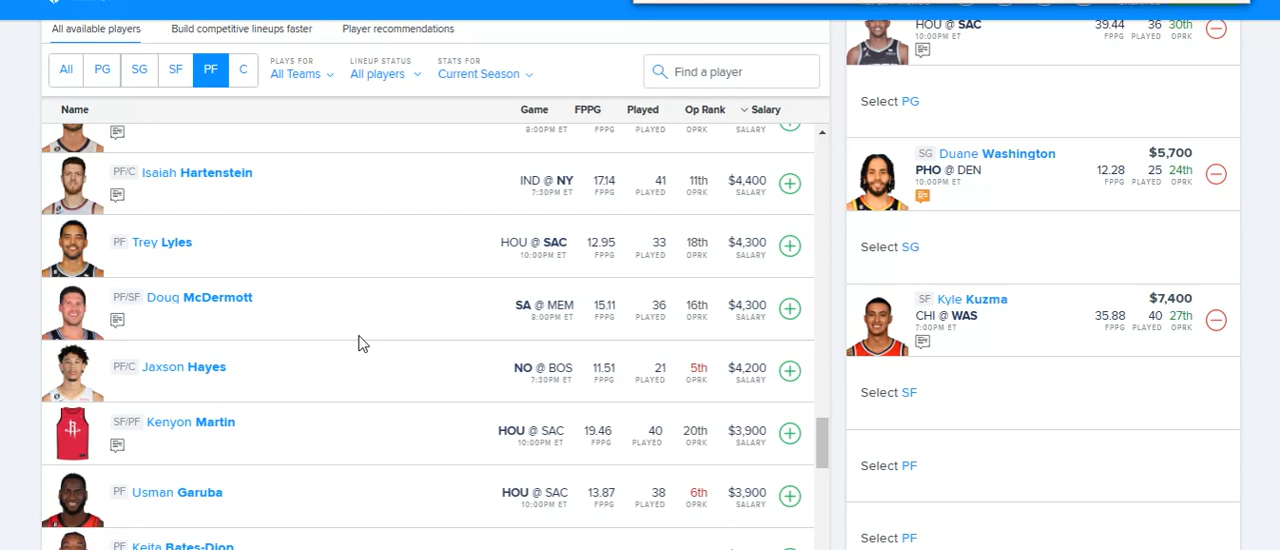 All available players
Build competitive lineups faster
Player recommendations
All
PG
SG
SF
PF
C
PLAYS FOR
All Teams
LINEUP STATUS
All players
STATS FOR
Current Season
Find a player
Name
Game
FPPG
Played
Op Rank
Salary
8:00PM ET
FPPG
PLAYED
OPRK
SALARY
PF/C Isaiah Hartenstein
IND @ NY 17.14 41 11th $4,400
7:30PM ET FPPG PLAYED OPRK SALARY
PF Trey Lyles
HOU @ SAC 12.95 33 18th $4,300
10:00PM ET FPPG PLAYED OPRK SALARY
PF/SF Doug McDermott
SA @ MEM 15.11 36 16th $4,300
8:00PM ET FPPG PLAYED OPRK SALARY
PF/C Jaxson Hayes
NO @ BOS 11.51 21 5th $4,200
7:30PM ET FPPG PLAYED OPRK SALARY
SF/PF Kenyon Martin
HOU @ SAC 19.46 40 20th $3,900
10:00PM ET FPPG PLAYED OPRK SALARY
PF Usman Garuba
HOU @ SAC 13.87 38 6th $3,900
10:00PM ET FPPG PLAYED OPRK SALARY
PF Keita Bates-Diop
HOU @ SAC 39.44 36 30th
10:00PM ET FPPG PLAYED OPRK
Select PG
SG Duane Washington $5,700
PHO @ DEN 12.28 25 24th
10:00PM ET FPPG PLAYED OPRK
Select SG
SF Kyle Kuzma $7,400
CHI @ WAS 35.88 40 27th
7:00PM ET FPPG PLAYED OPRK
Select SF
Select PF
Select PF